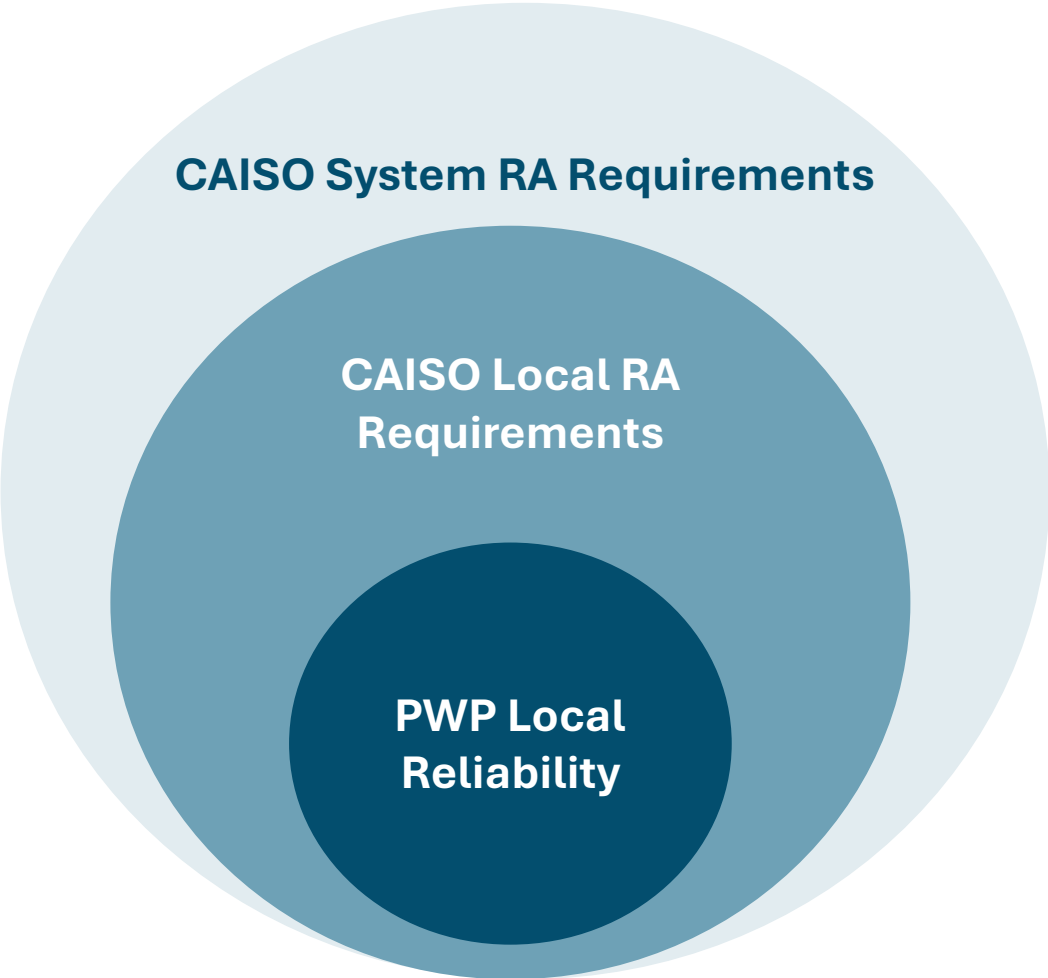 CAISO System RA Requirements
CAISO Local RA
Requirements
PWP Local
Reliability